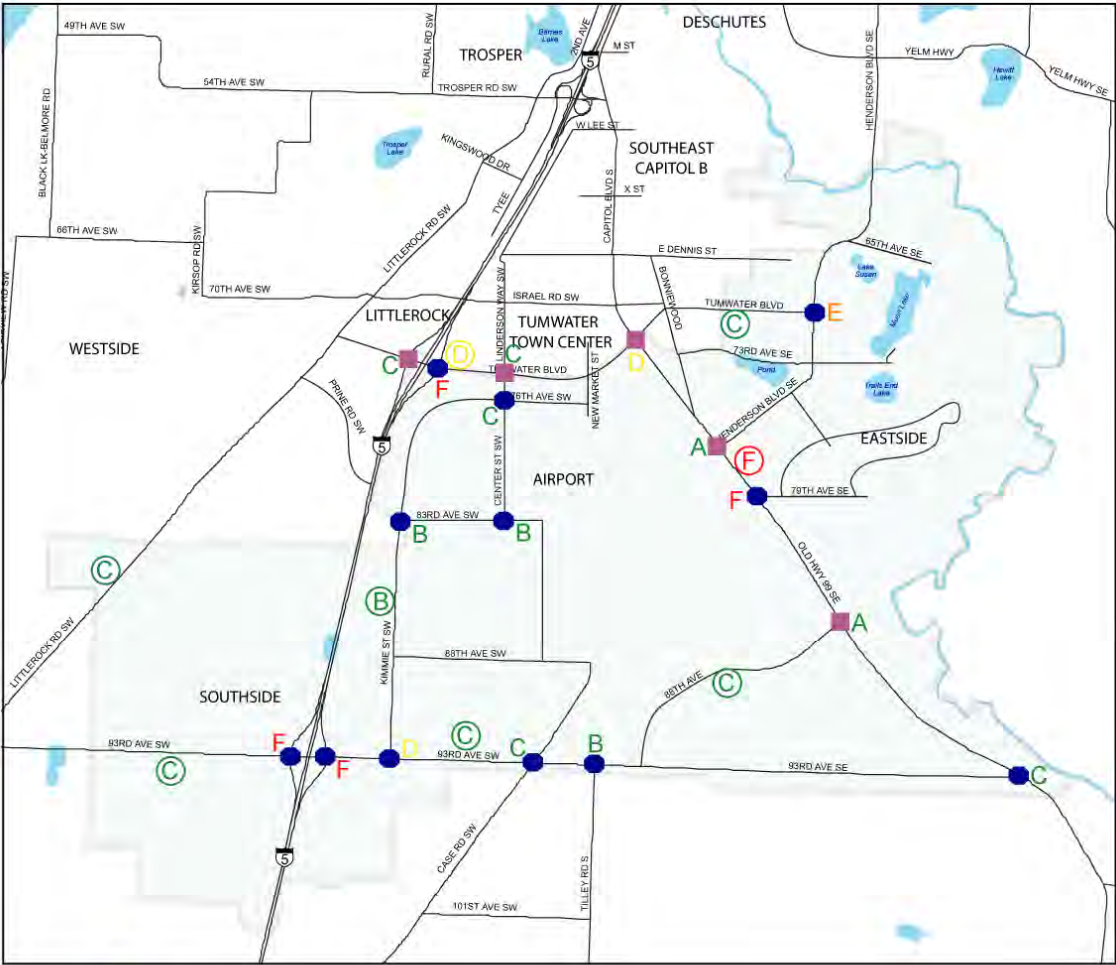 DESCHUTES
49TH AVE SW
RURAL RD SW
Barnes
Lake
2ND AVE
M ST
TROSPER
5
YELM HWY
HENDERSON BLVD SE
Hewitt
Lake
YELM HWY SE
54TH AVE SW
TROSPER RD SW
BLACK LK-BELMORE RD
W LEE ST
Trosper
Lake
KINGSWOOD DR
SOUTHEAST
CAPITOL B
TYEE
X ST
CAPITOL BLVD S
LITTLEROCK RD SW
66TH AVE SW
KIRSOP RD SW
E DENNIS ST
65TH AVE SE
BONNIEWOOD
Lake
Susan
70TH AVE SW
ISRAEL RD SW
LINDERSON WAY SW
TUMWATER BLVD
E
Munn Lake
LITTLEROCK
TUMWATER
TOWN CENTER
C
WESTSIDE
C
D
C
TUMWATER BLVD
D
73RD AVE SE
Pond
F
PRINE RD SW
76TH AVE SW
C
NEW MARKET ST
Trails End
Lake
HENDERSON BLVD SE
5
A
F
EASTSIDE
CENTER ST SW
AIRPORT
F
79TH AVE SE
83RD AVE SW
B
B
OLD HWY 99 SE
C
B
A
LITTLEROCK RD SW
KIMMIE ST SW
88TH AVE SW
88TH AVE
C
SOUTHSIDE
93RD AVE SW
F
F
D
C
93RD AVE SW
C
B
93RD AVE SE
C
C
CASE RD SW
5
TILLEY RD S
101ST AVE SW